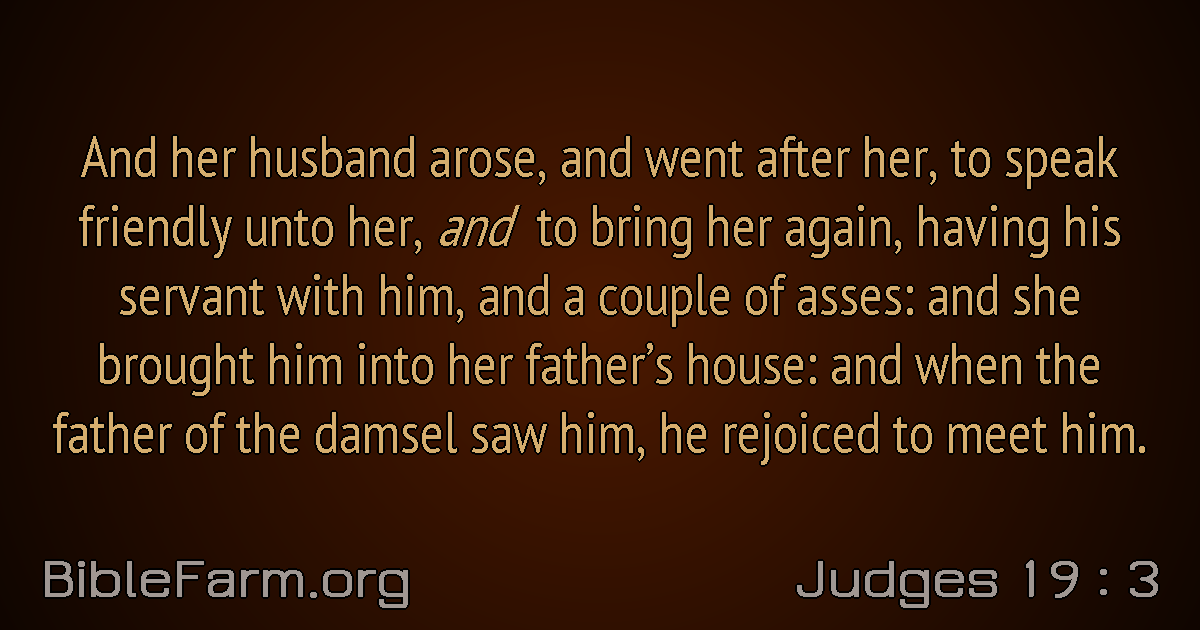 And her husband arose, and went after her, to speak
friendly unto her, and to bring her again, having his
servant with him, and a couple of asses: and she
brought him into her father’s house: and when the
father of the damsel saw him, he rejoiced to meet him.
BibleFarm.org
Judges 19 : 3